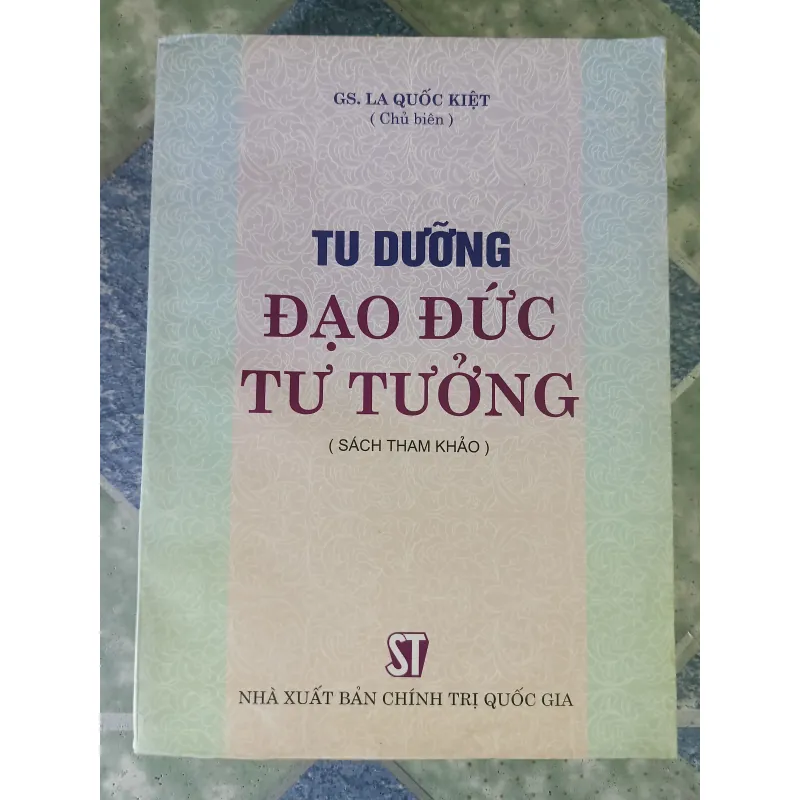 GS. LA QUỐC KIỆT
( Chủ biên )
TU DƯỠNG
ĐẠO ĐỨC
TƯ TƯỞNG
( SÁCH THAM KHẢO )
ST
NHÀ XUẤT BẢN CHÍNH TRỊ QUỐC GIA